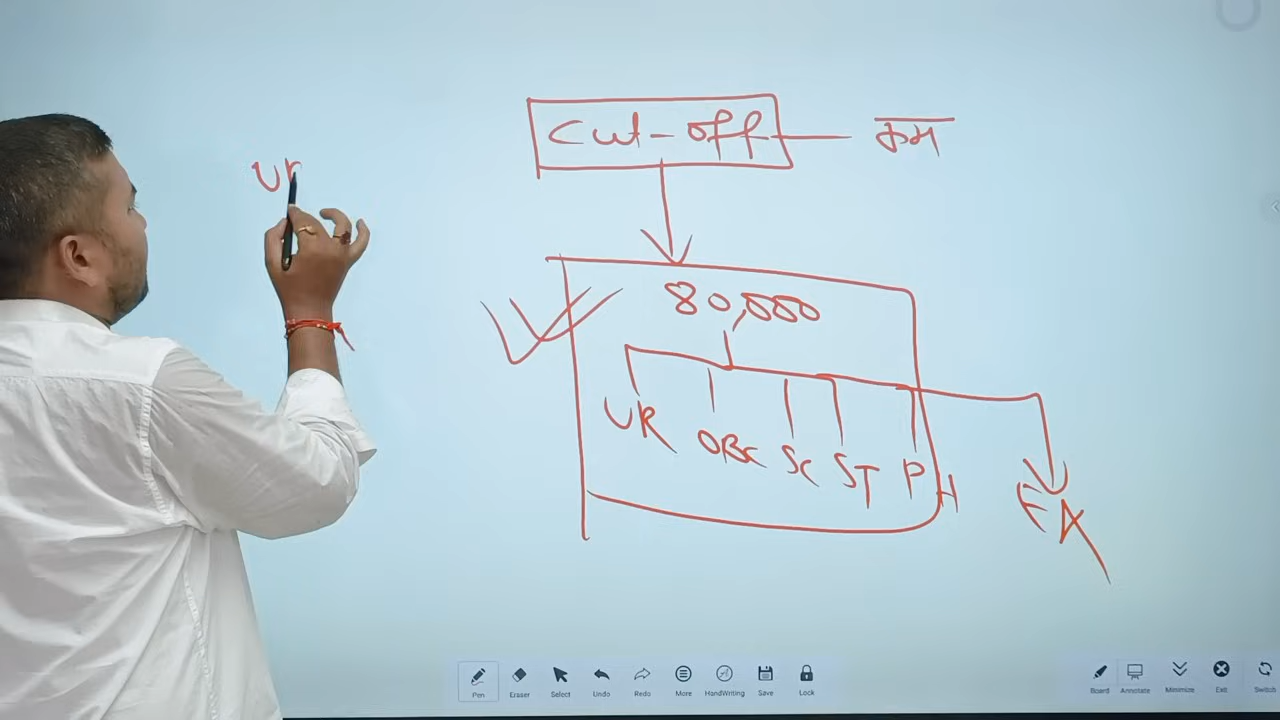 Cut-off — कम
UR
80,000
UR OBC SC ST PH
EA
Pen Eraser Select Undo Redo More HandWriting Save Lock
Board Annotate Minimize Exit Switch